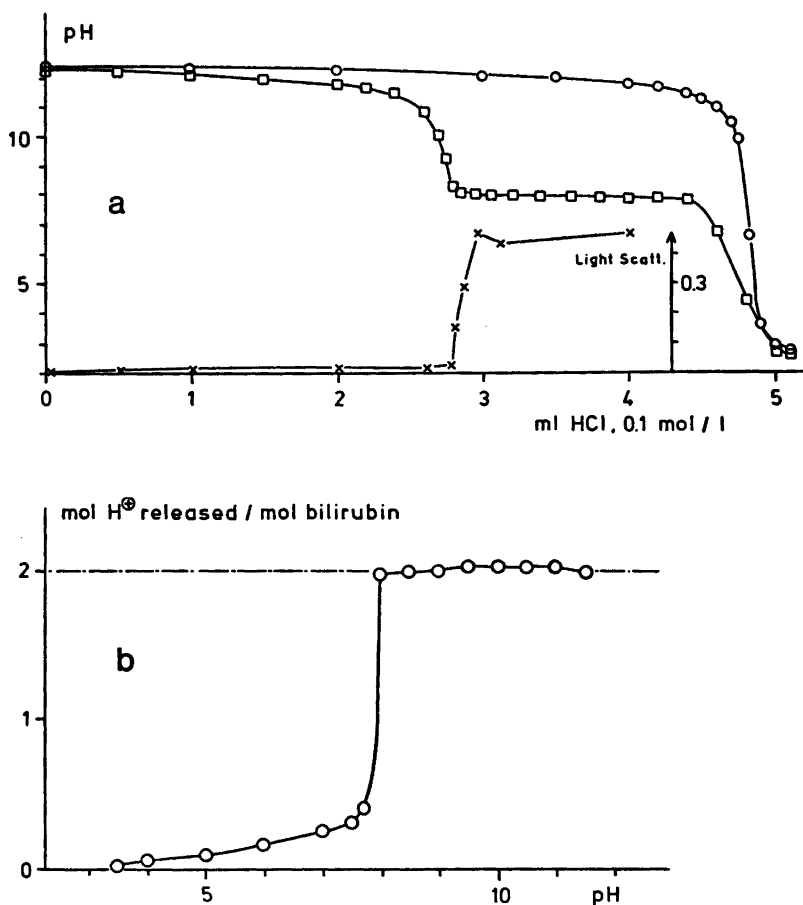 pH
10
a
5
Light Scatt.
0.3
0 1 2 3 4 5
ml HCl, 0.1 mol / l
mol H⊕ released / mol bilirubin
2
b
1
0
5 10 pH